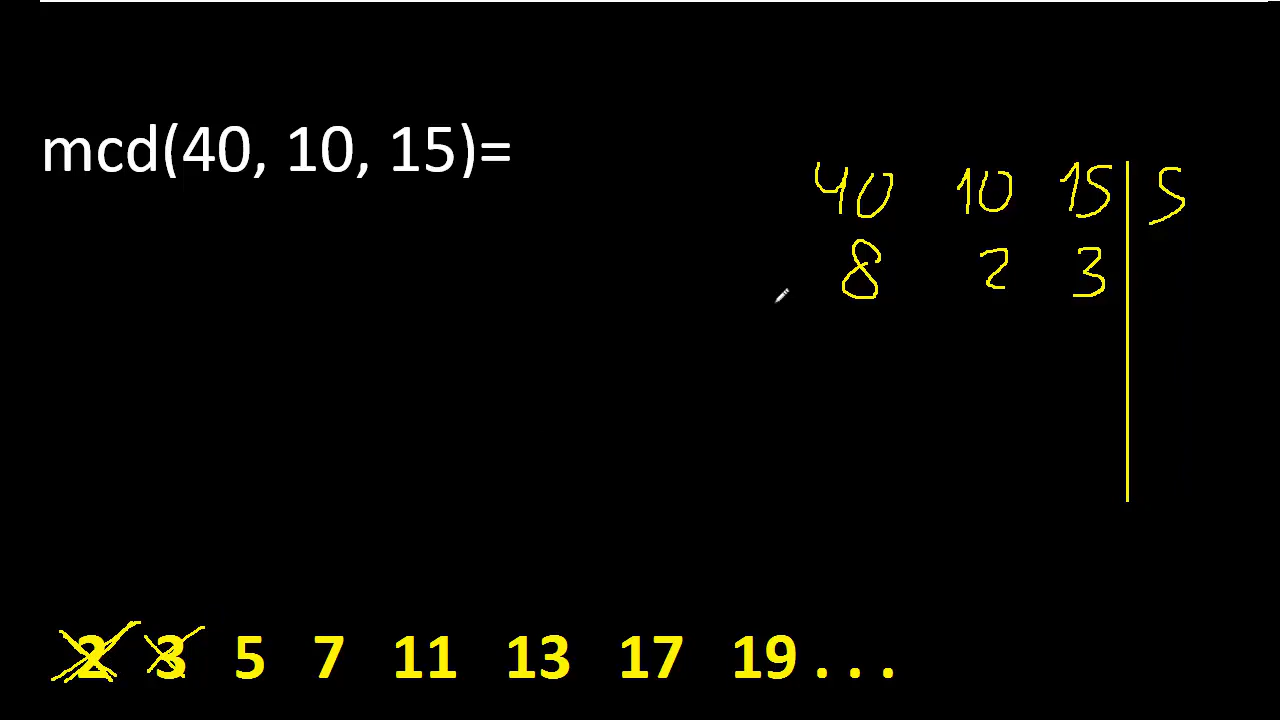 mcd(40, 10, 15)=
40 10 15 5
8 2 3
2 3 5 7 11 13 17 19 . . .